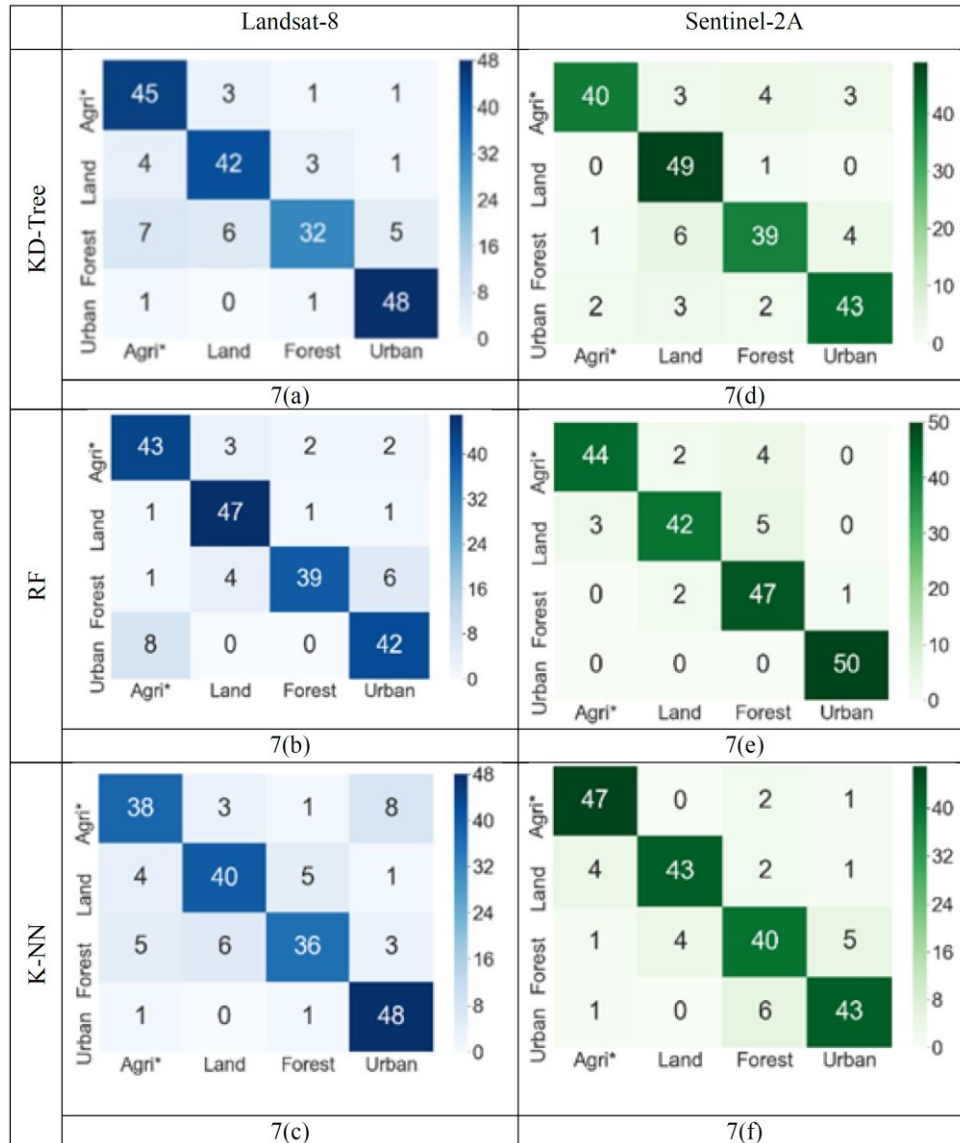 Landsat-8 Sentinel-2A
KD-Tree
Agri* 45 3 1 1
Land 4 42 3 1
Forest 7 6 32 5
Urban 1 0 1 48
Agri* Land Forest Urban
48
40
32
24
16
8
0
7(a)
Agri* 40 3 4 3
Land 0 49 1 0
Forest 1 6 39 4
Urban 2 3 2 43
Agri* Land Forest Urban
40
30
20
10
0
7(d)
RF
Agri* 43 3 2 2
Land 1 47 1 1
Forest 1 4 39 6
Urban 8 0 0 42
Agri* Land Forest Urban
40
32
24
16
8
0
7(b)
Agri* 44 2 4 0
Land 3 42 5 0
Forest 0 2 47 1
Urban 0 0 0 50
Agri* Land Forest Urban
50
40
30
20
10
0
7(e)
K-NN
Agri* 38 3 1 8
Land 4 40 5 1
Forest 5 6 36 3
Urban 1 0 1 48
Agri* Land Forest Urban
48
40
32
24
16
8
0
7(c)
Agri* 47 0 2 1
Land 4 43 2 1
Forest 1 4 40 5
Urban 1 0 6 43
Agri* Land Forest Urban
40
32
24
16
8
0
7(f)